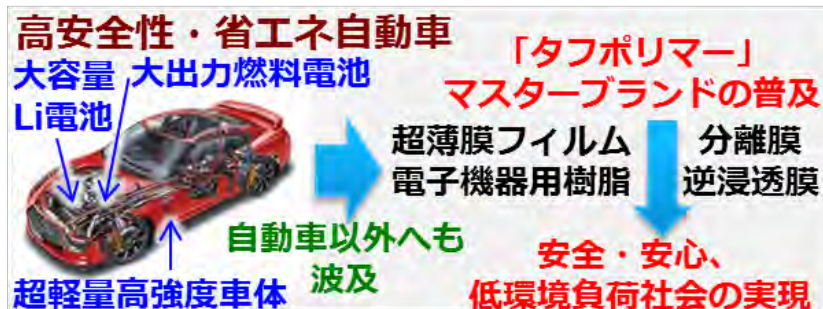 高安全性・省エネ自動車
大容量
Li電池
大出力燃料電池
超軽量高強度車体
自動車以外へも
波及
「タフポリマー」
マスターブランドの普及
超薄膜フィルム
電子機器用樹脂
分離膜
逆浸透膜
安全・安心、
低環境負荷社会の実現